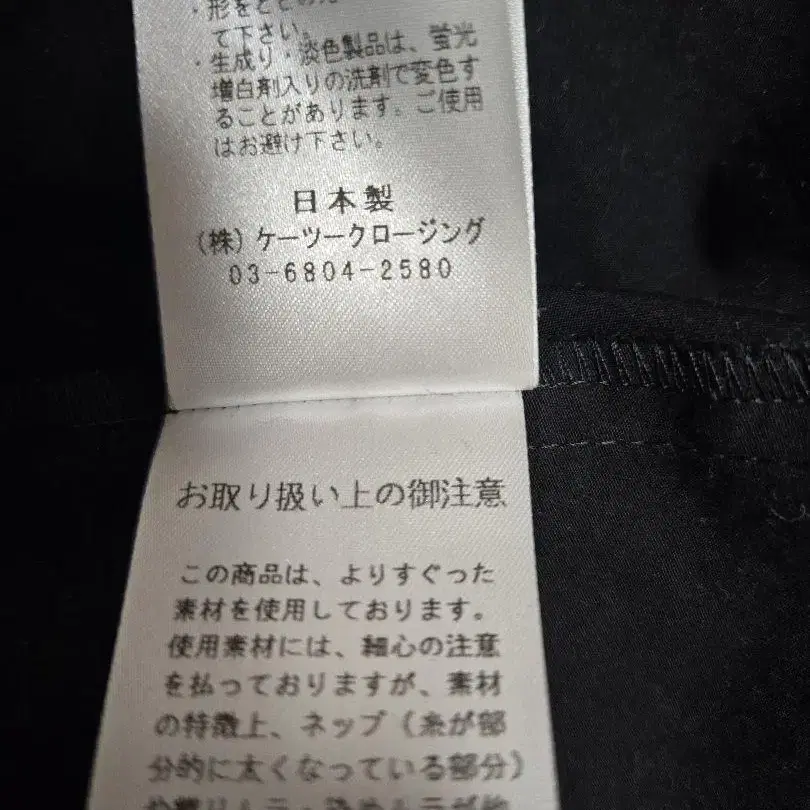 ・形をととのえ
て下さい。
・生成り・淡色製品は、蛍光
増白剤入りの洗剤で変色す
ることがあります。ご使用
はお避け下さい。
日本製
(株)ケーツークロージング
03-6804-2580
お取り扱い上の御注意
この商品は、よりすぐった
素材を使用しております。
使用素材には、細心の注意
を払っておりますが、素材
の特徴上、ネップ(糸が部
分的に太くなっている部分)